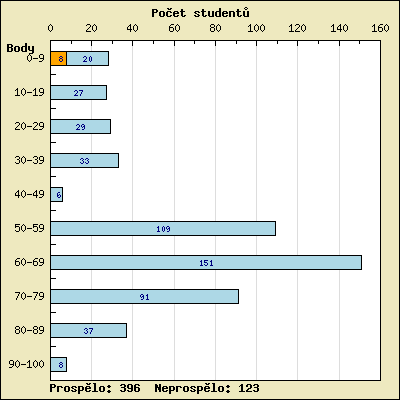 Počet studentů
0 20 40 60 80 100 120 140 160
Body
0-9 8 20
10-19 27
20-29 29
30-39 33
40-49 6
50-59 109
60-69 151
70-79 91
80-89 37
90-100 8
Prospělo: 396 Neprospělo: 123